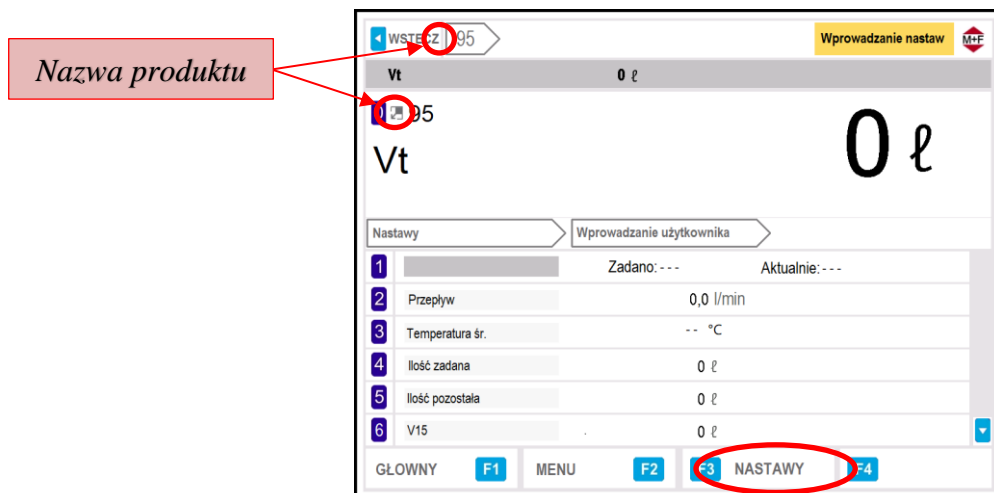 WSTECZ 95 Wprowadzanie nastaw M+F
Nazwa produktu
Vt 0 ℓ
95
0 ℓ
Vt
Nastawy Wprowadzanie użytkownika
1 Zadano:--- Aktualnie:---
2 Przepływ 0,0 l/min
3 Temperatura śr. -- °C
4 Ilość zadana 0 ℓ
5 Ilość pozostała 0 ℓ
6 V15 0 ℓ
GŁOWNY F1 MENU F2 F3 NASTAWY F4